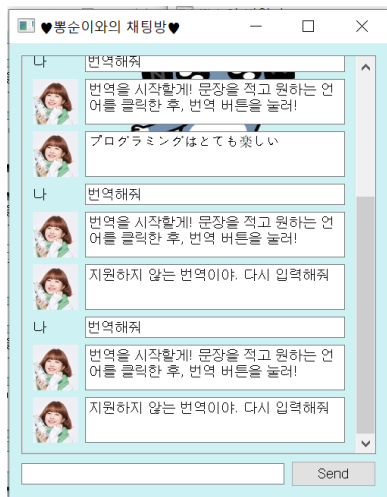 ♥뽕순이와의 채팅방♥
나
번역해줘
번역을 시작할게! 문장을 적고 원하는 언
어를 클릭한 후, 번역 버튼을 눌러!
プログラミングはとても楽しい
나
번역해줘
번역을 시작할게! 문장을 적고 원하는 언
어를 클릭한 후, 번역 버튼을 눌러!
지원하지 않는 번역이야. 다시 입력해줘
나
번역해줘
번역을 시작할게! 문장을 적고 원하는 언
어를 클릭한 후, 번역 버튼을 눌러!
지원하지 않는 번역이야. 다시 입력해줘
Send